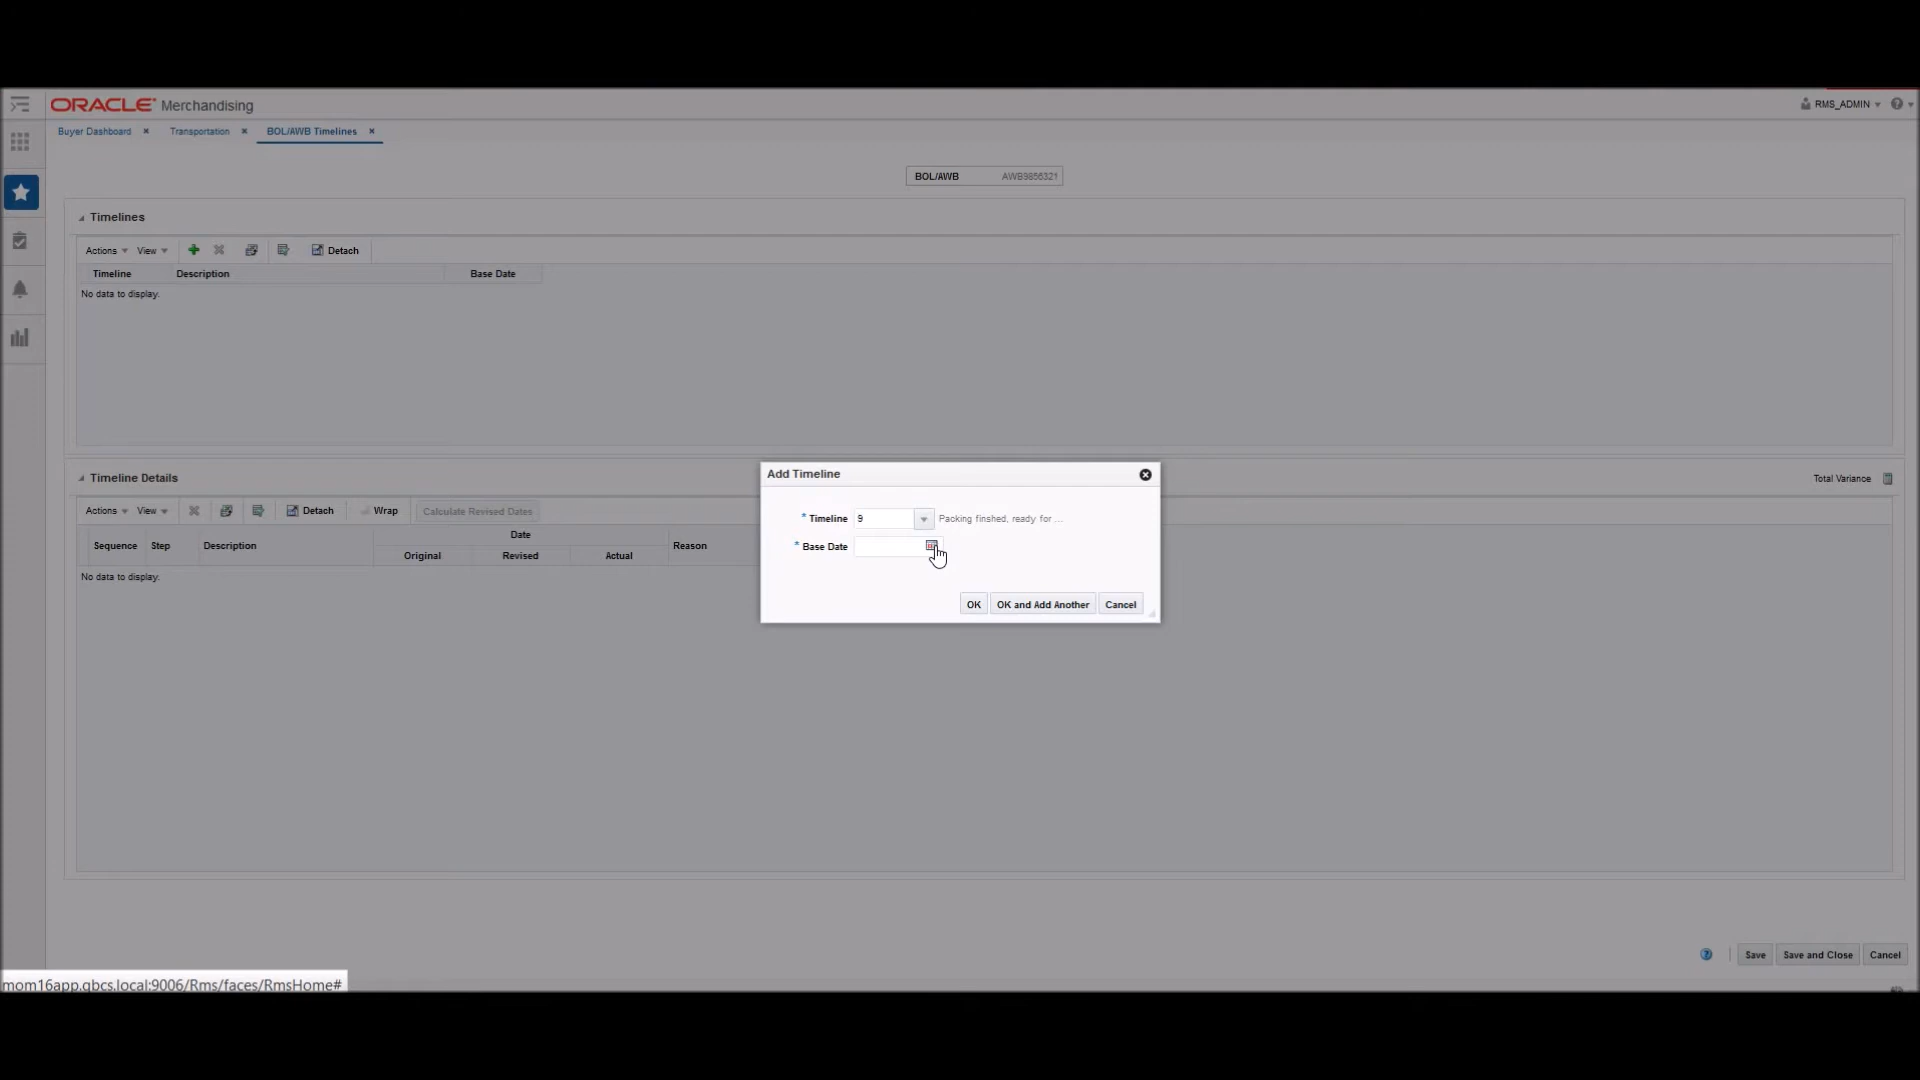 ORACLE® Merchandising
RMS_ADMIN
Buyer Dashboard
Transportation
BOL/AWB Timelines
BOL/AWB AWB9856321
Timelines
Actions View Detach
Timeline Description Base Date
No data to display.
Timeline Details
Total Variance
Actions View Detach Wrap Calculate Revised Dates
Sequence Step Description Date Reason
Original Revised Actual
No data to display.
Add Timeline
* Timeline 9 Packing finshed, ready for ...
* Base Date
OK OK and Add Another Cancel
Save Save and Close Cancel
mom16app.qbcs.local:9006/Rms/faces/RmsHome#